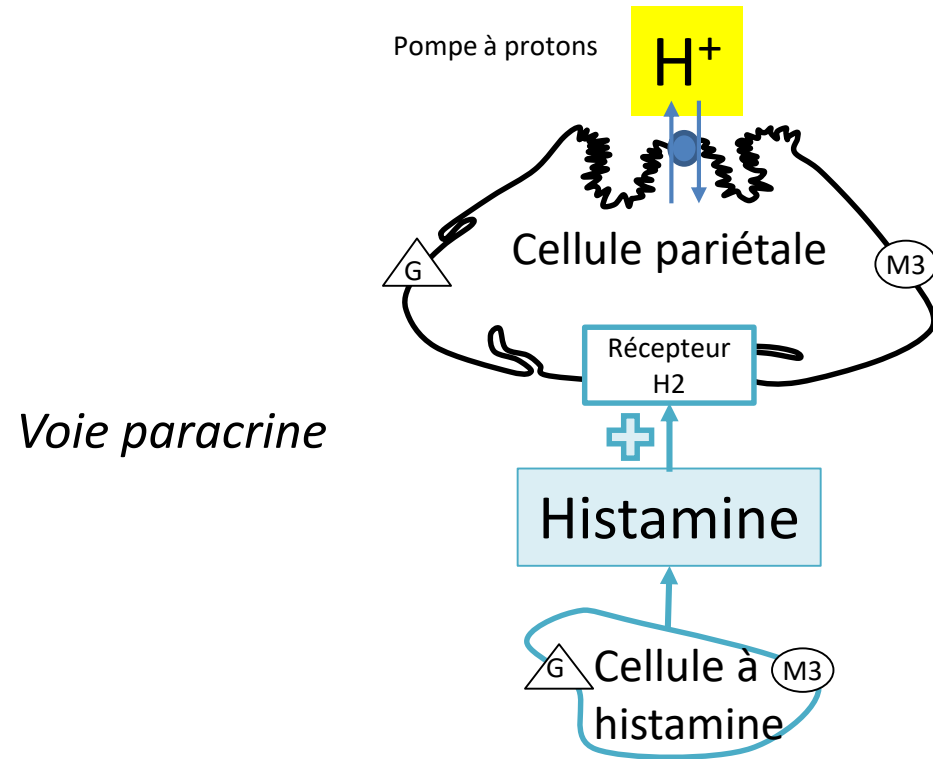 Pompe à protons
H⁺
Cellule pariétale
G
M3
Récepteur
H2
Voie paracrine
Histamine
G
Cellule à
M3
histamine